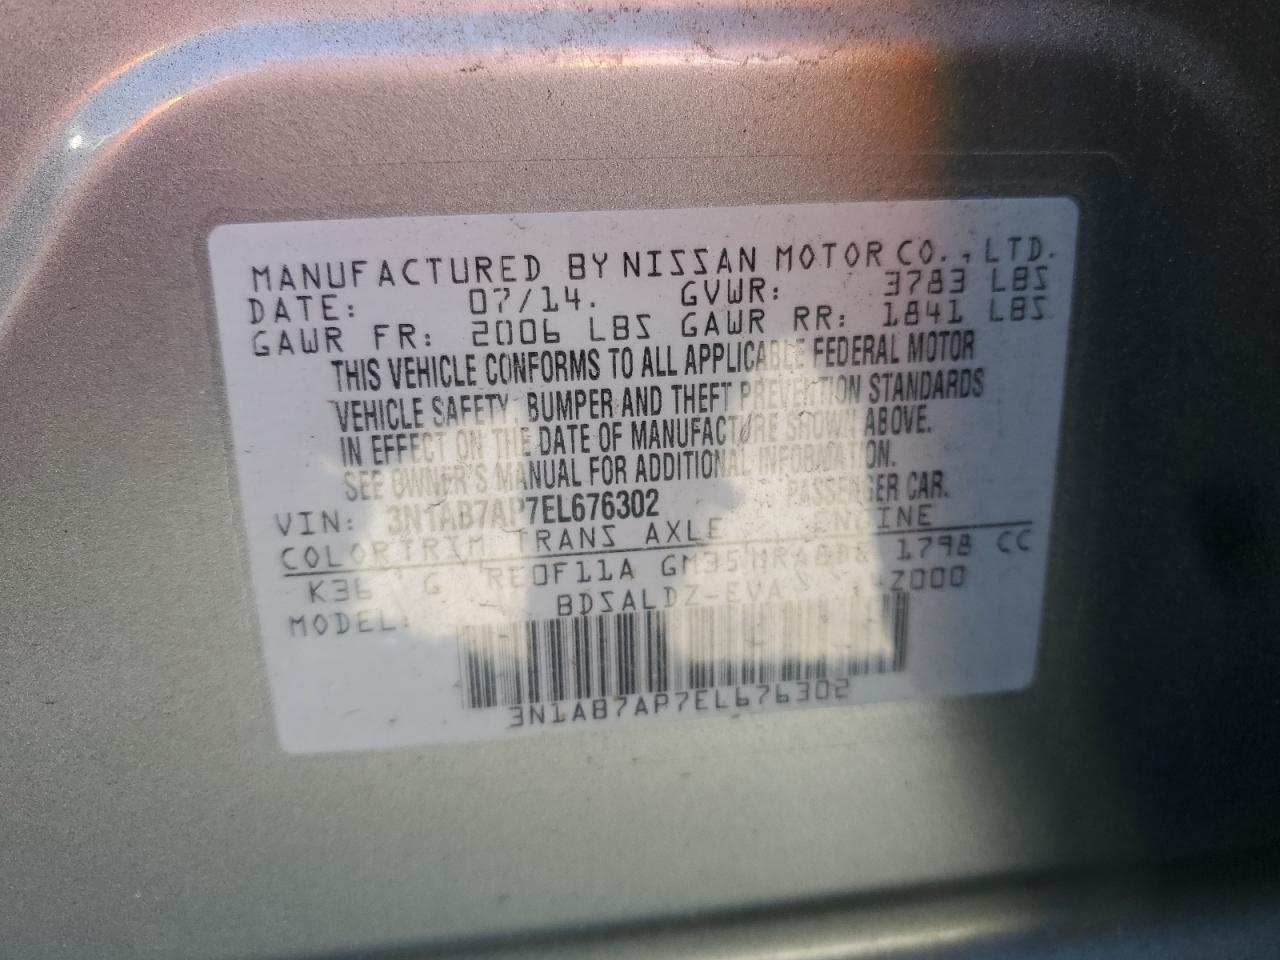 MANUFACTURED BY NISSAN MOTOR CO., LTD.
DATE: 07/14. GVWR: 3783 LBS
GAWR FR: 2006 LBS GAWR RR: 1841 LBS
THIS VEHICLE CONFORMS TO ALL APPLICABLE FEDERAL MOTOR
VEHICLE SAFETY, BUMPER AND THEFT PREVENTION STANDARDS
IN EFFECT ON THE DATE OF MANUFACTURE SHOWN ABOVE.
SEE OWNER'S MANUAL FOR ADDITIONAL INFORMATION.
VIN: 3N1AB7AP7EL676302 PASSENGER CAR.
COLOR TRIM TRANS AXLE ENGINE
K36 G RE0F11A GM35 1798 CC
MODEL: BDSALDZ-EVA
3N1AB7AP7EL676302